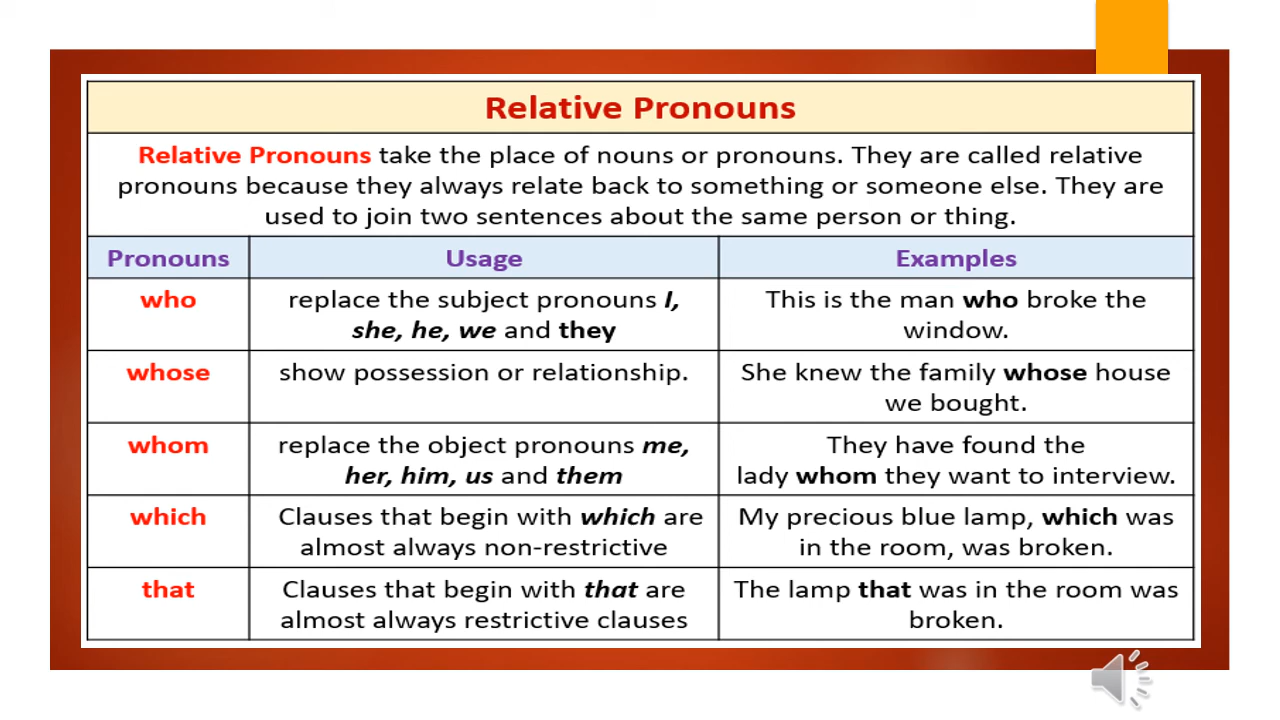 Relative Pronouns
Relative Pronouns take the place of nouns or pronouns. They are called relative
pronouns because they always relate back to something or someone else. They are
used to join two sentences about the same person or thing.
Pronouns Usage Examples
who
replace the subject pronouns I,
she, he, we and they
This is the man who broke the
window.
whose
show possession or relationship.
She knew the family whose house
we bought.
whom
replace the object pronouns me,
her, him, us and them
They have found the
lady whom they want to interview.
which
Clauses that begin with which are
almost always non-restrictive
My precious blue lamp, which was
in the room, was broken.
that
Clauses that begin with that are
almost always restrictive clauses
The lamp that was in the room was
broken.